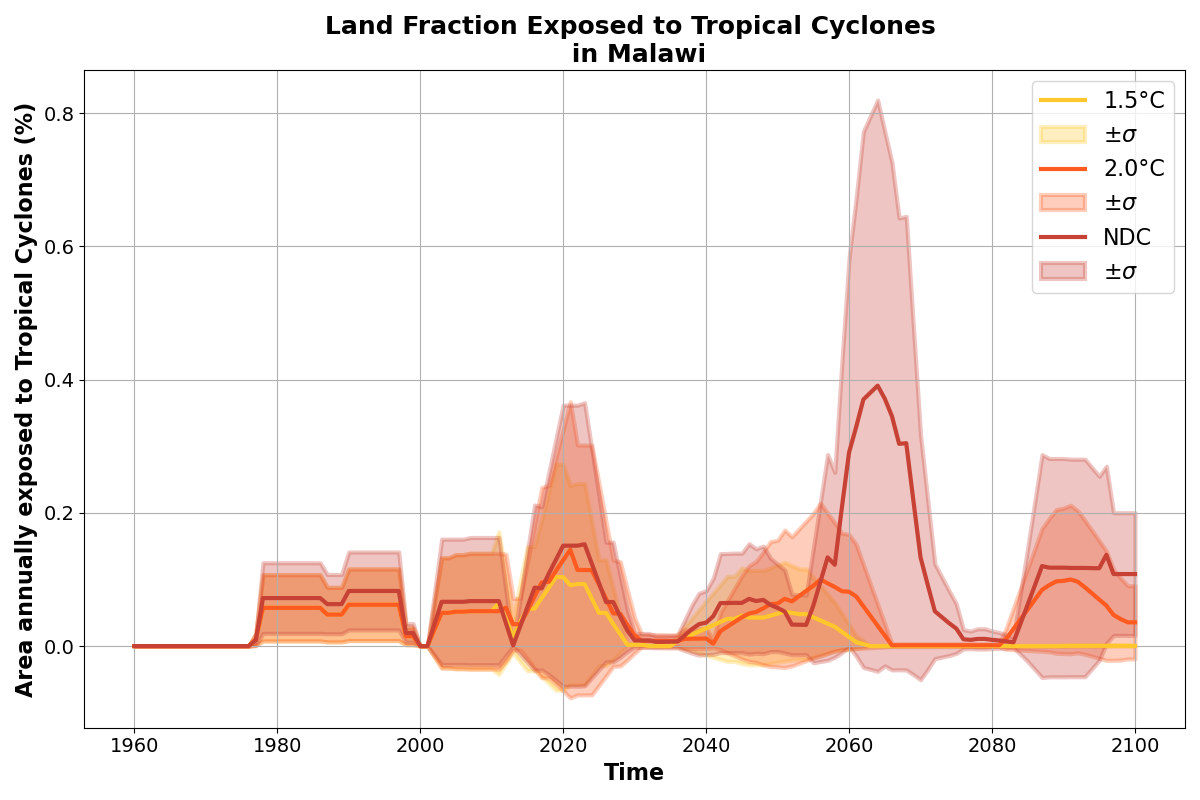 Land Fraction Exposed to Tropical Cyclones
in Malawi
Area annually exposed to Tropical Cyclones (%)
0.8
0.6
0.4
0.2
0.0
1960 1980 2000 2020 2040 2060 2080 2100
Time
1.5°C
±σ
2.0°C
±σ
NDC
±σ